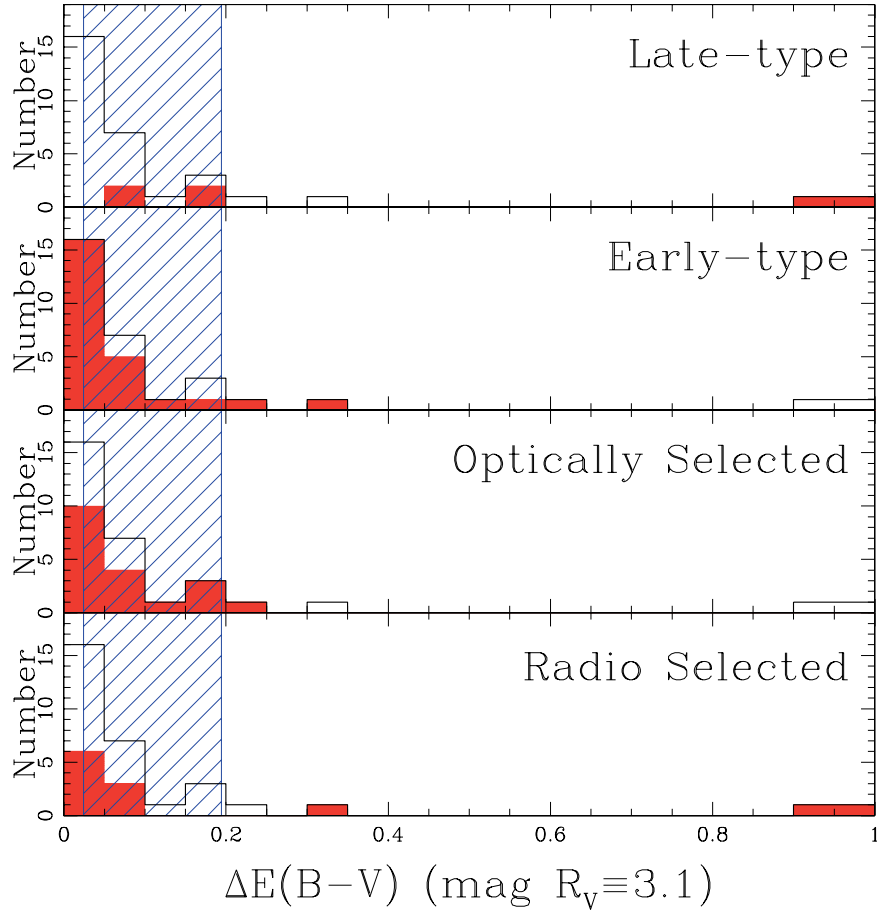 Late-type
Number
0
5
10
15
Early-type
Number
0
5
10
15
Optically Selected
Number
0
5
10
15
Radio Selected
Number
0
5
10
15
0 0.2 0.4 0.6 0.8 1
ΔE(B−V) (mag R_V≡3.1)